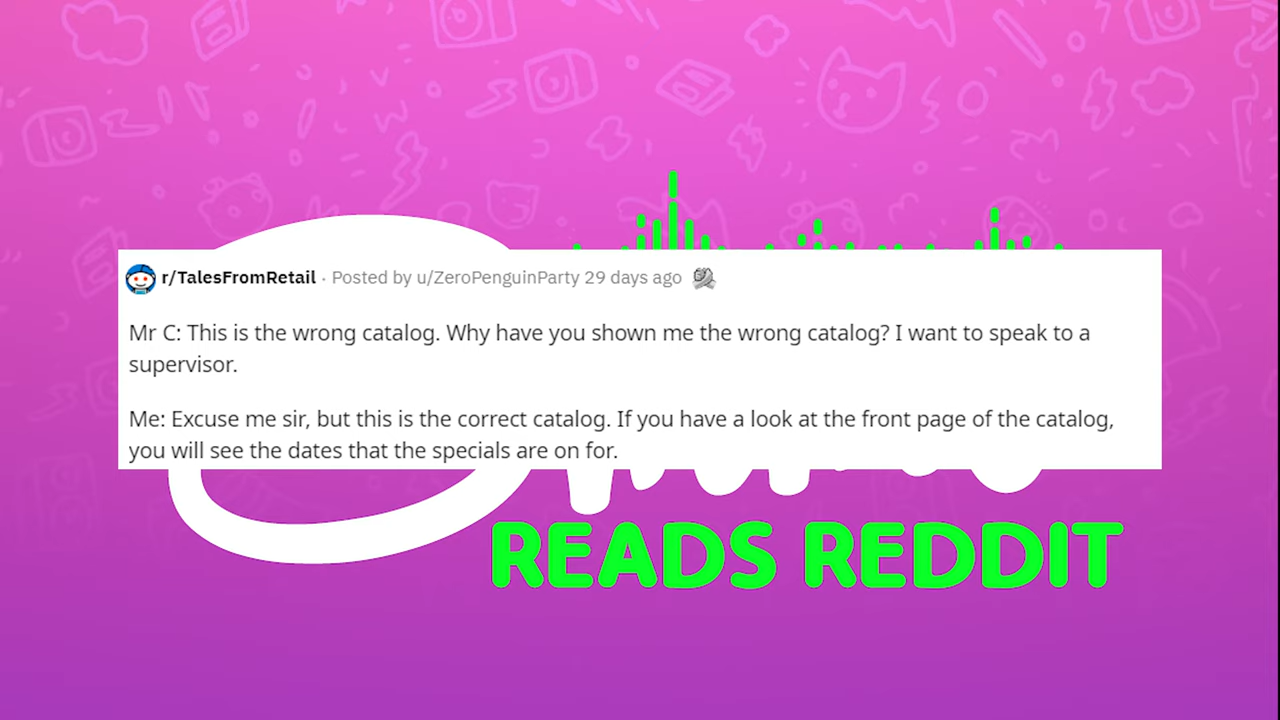 r/TalesFromRetail · Posted by u/ZeroPenguinParty 29 days ago
Mr C: This is the wrong catalog. Why have you shown me the wrong catalog? I want to speak to a
supervisor.
Me: Excuse me sir, but this is the correct catalog. If you have a look at the front page of the catalog,
you will see the dates that the specials are on for.
READS REDDIT